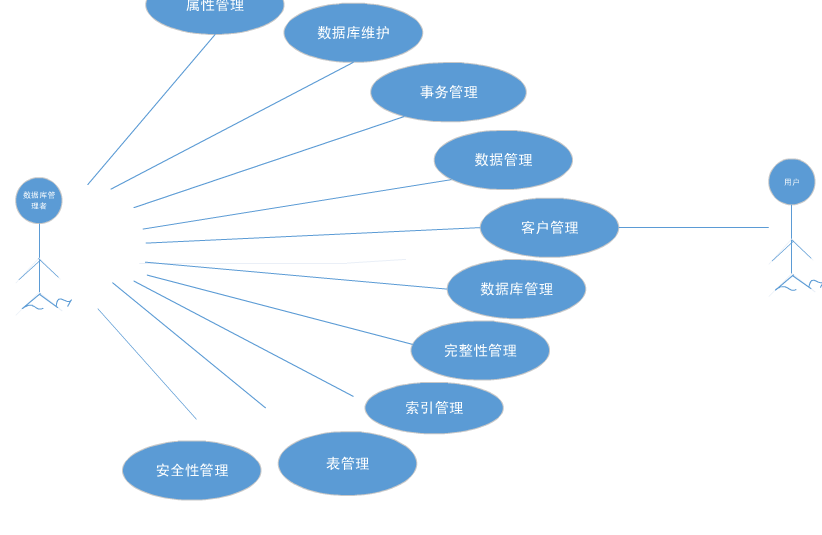 属性管理
数据库维护
事务管理
数据管理
数据库管
理者
用户
客户管理
数据库管理
完整性管理
索引管理
表管理
安全性管理